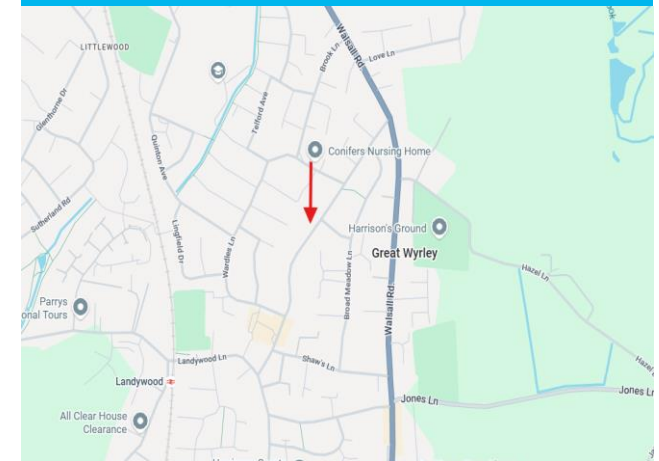 LITTLEWOOD
Brook Ln
Walsall Rd
Love Ln
Glenthorne Dr
Telford Ave
Quinton Ave
Conifers Nursing Home
Sutherland Rd
Lingfield Dr
Wardles Ln
Harrison's Ground
Great Wyrley
Hazel Ln
Broad Meadow Ln
Walsall Rd
Parrys
onal Tours
Landywood Ln
Shaw's Ln
Hazel
Landywood
Jones Ln
Jones Lr
All Clear House
Clearance